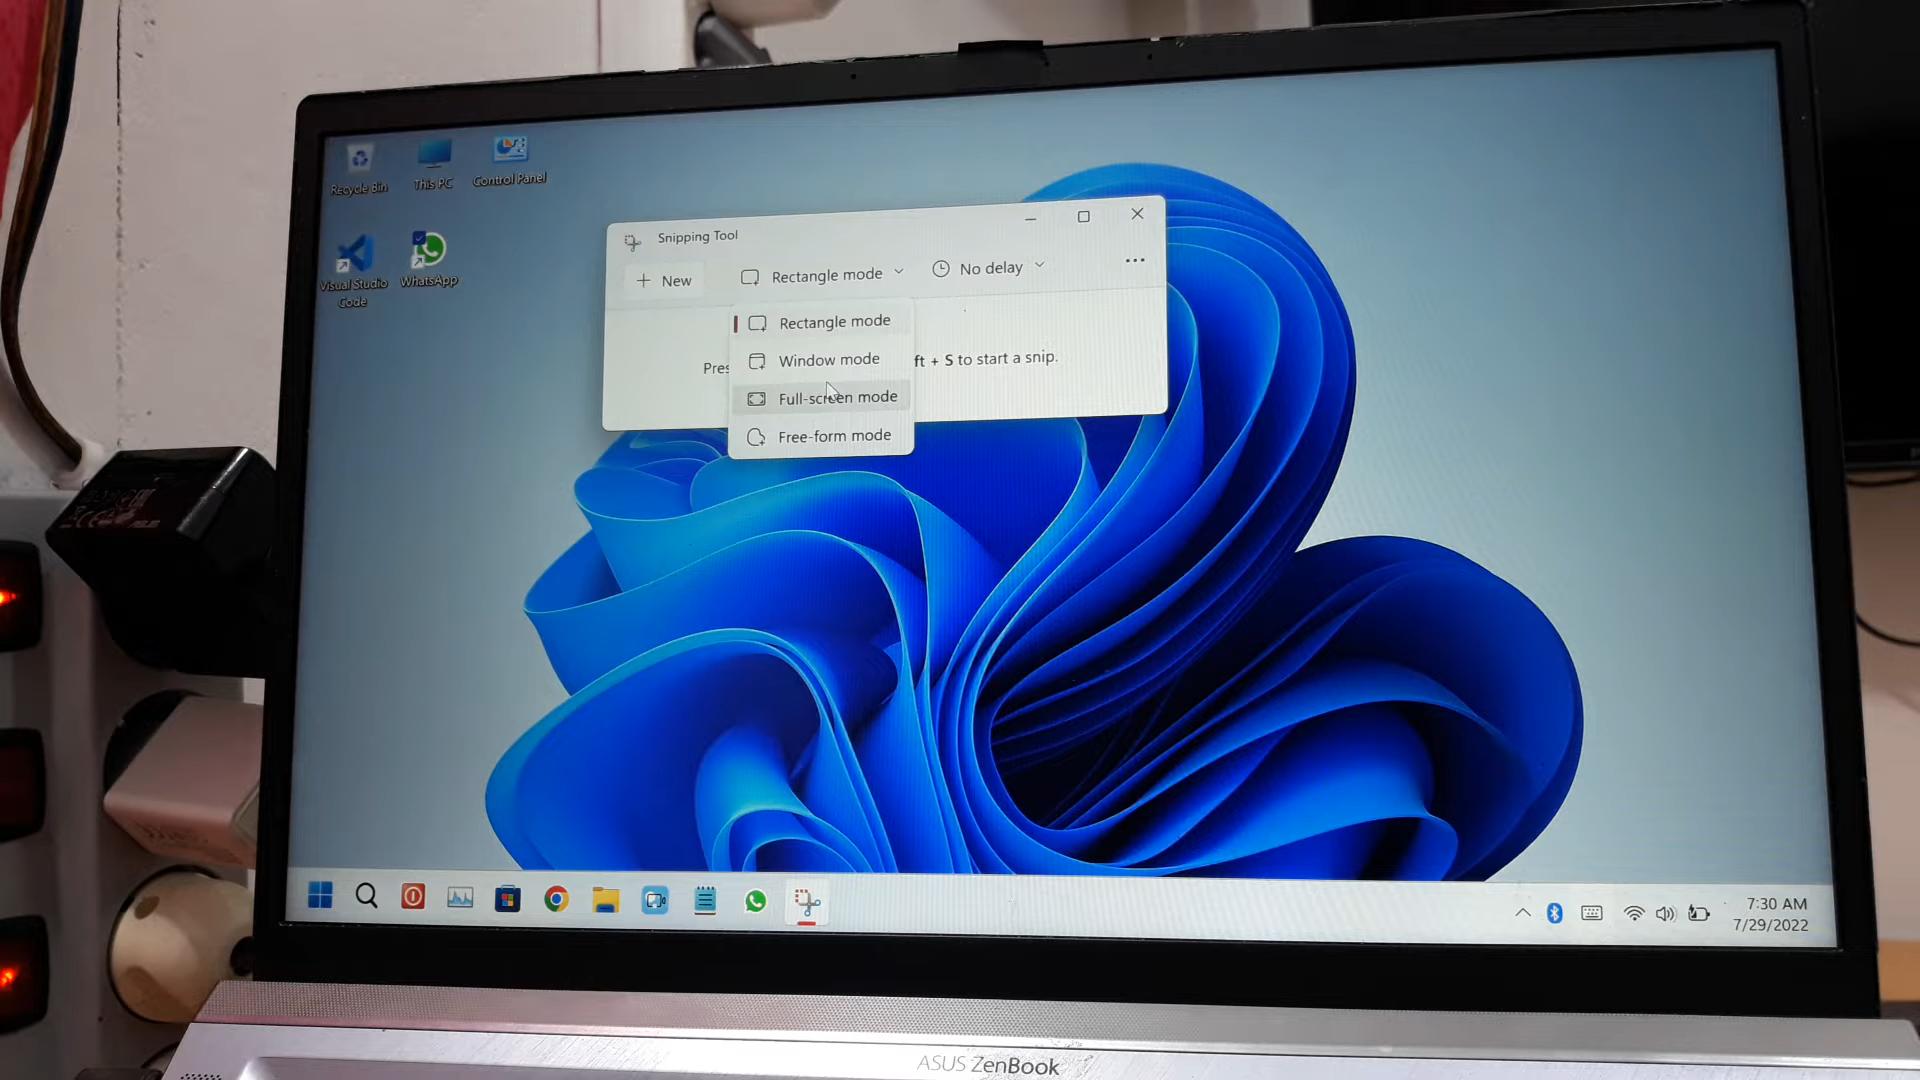 Recycle Bin
This PC
Control Panel
Visual Studio Code
WhatsApp
Snipping Tool
New
Rectangle mode
No delay
Rectangle mode
Window mode
Full-screen mode
Free-form mode
Pres ft + S to start a snip.
7:30 AM
7/29/2022
ASUS ZenBook